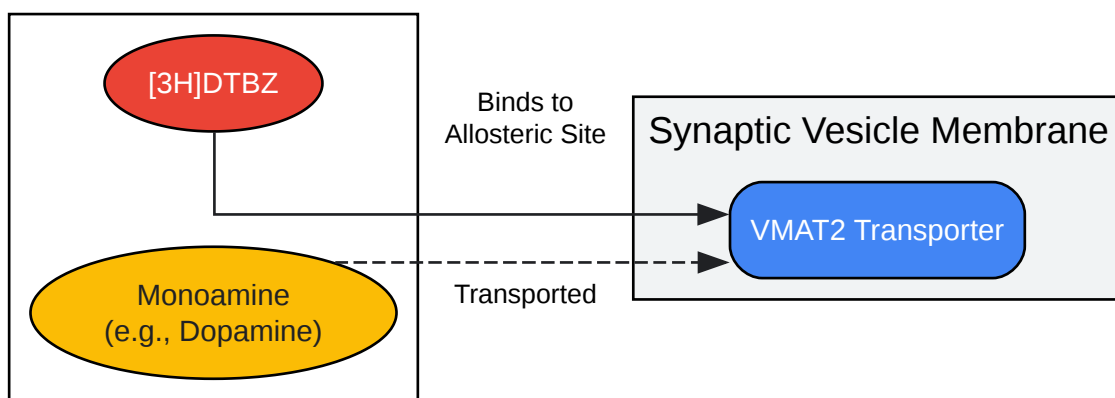 [3H]DTBZ
Binds to
Allosteric Site
Synaptic Vesicle Membrane
VMAT2 Transporter
Monoamine
(e.g., Dopamine)
Transported